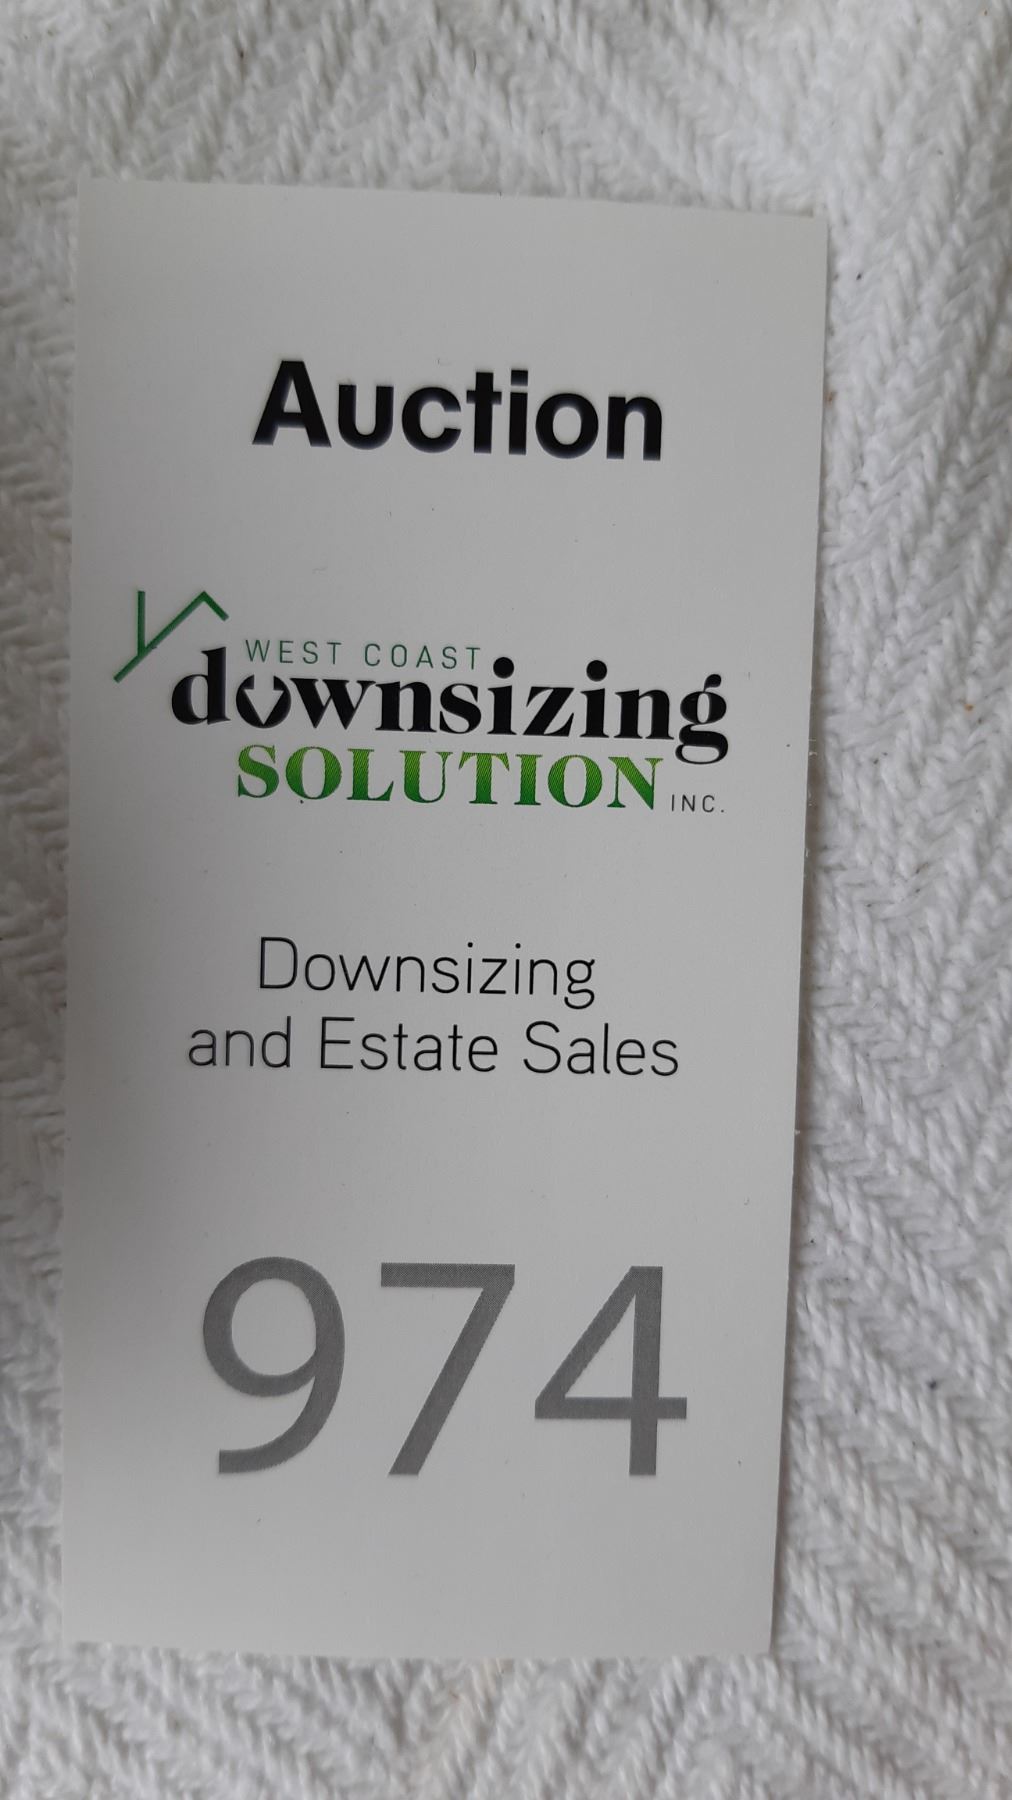 Auction
WEST COAST
downsizing
SOLUTION INC.
Downsizing
and Estate Sales
974